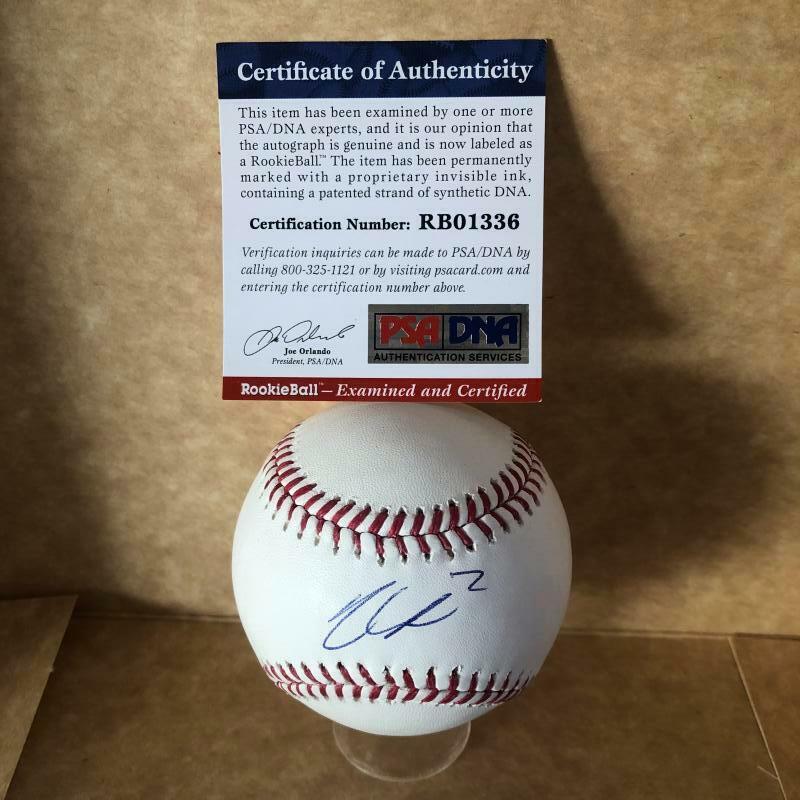 Certificate of Authenticity
This item has been examined by one or more
PSA/DNA experts, and it is our opinion that
the autograph is genuine and is now labeled as
a RookieBall.™ The item has been permanently
marked with a proprietary invisible ink,
containing a patented strand of synthetic DNA.
Certification Number: RB01336
Verification inquiries can be made to PSA/DNA by
calling 800-325-1121 or by visiting psacard.com and
entering the certification number above.
Joe Orlando
President, PSA/DNA
PSA DNA
AUTHENTICATION SERVICES
RookieBall™— Examined and Certified
2